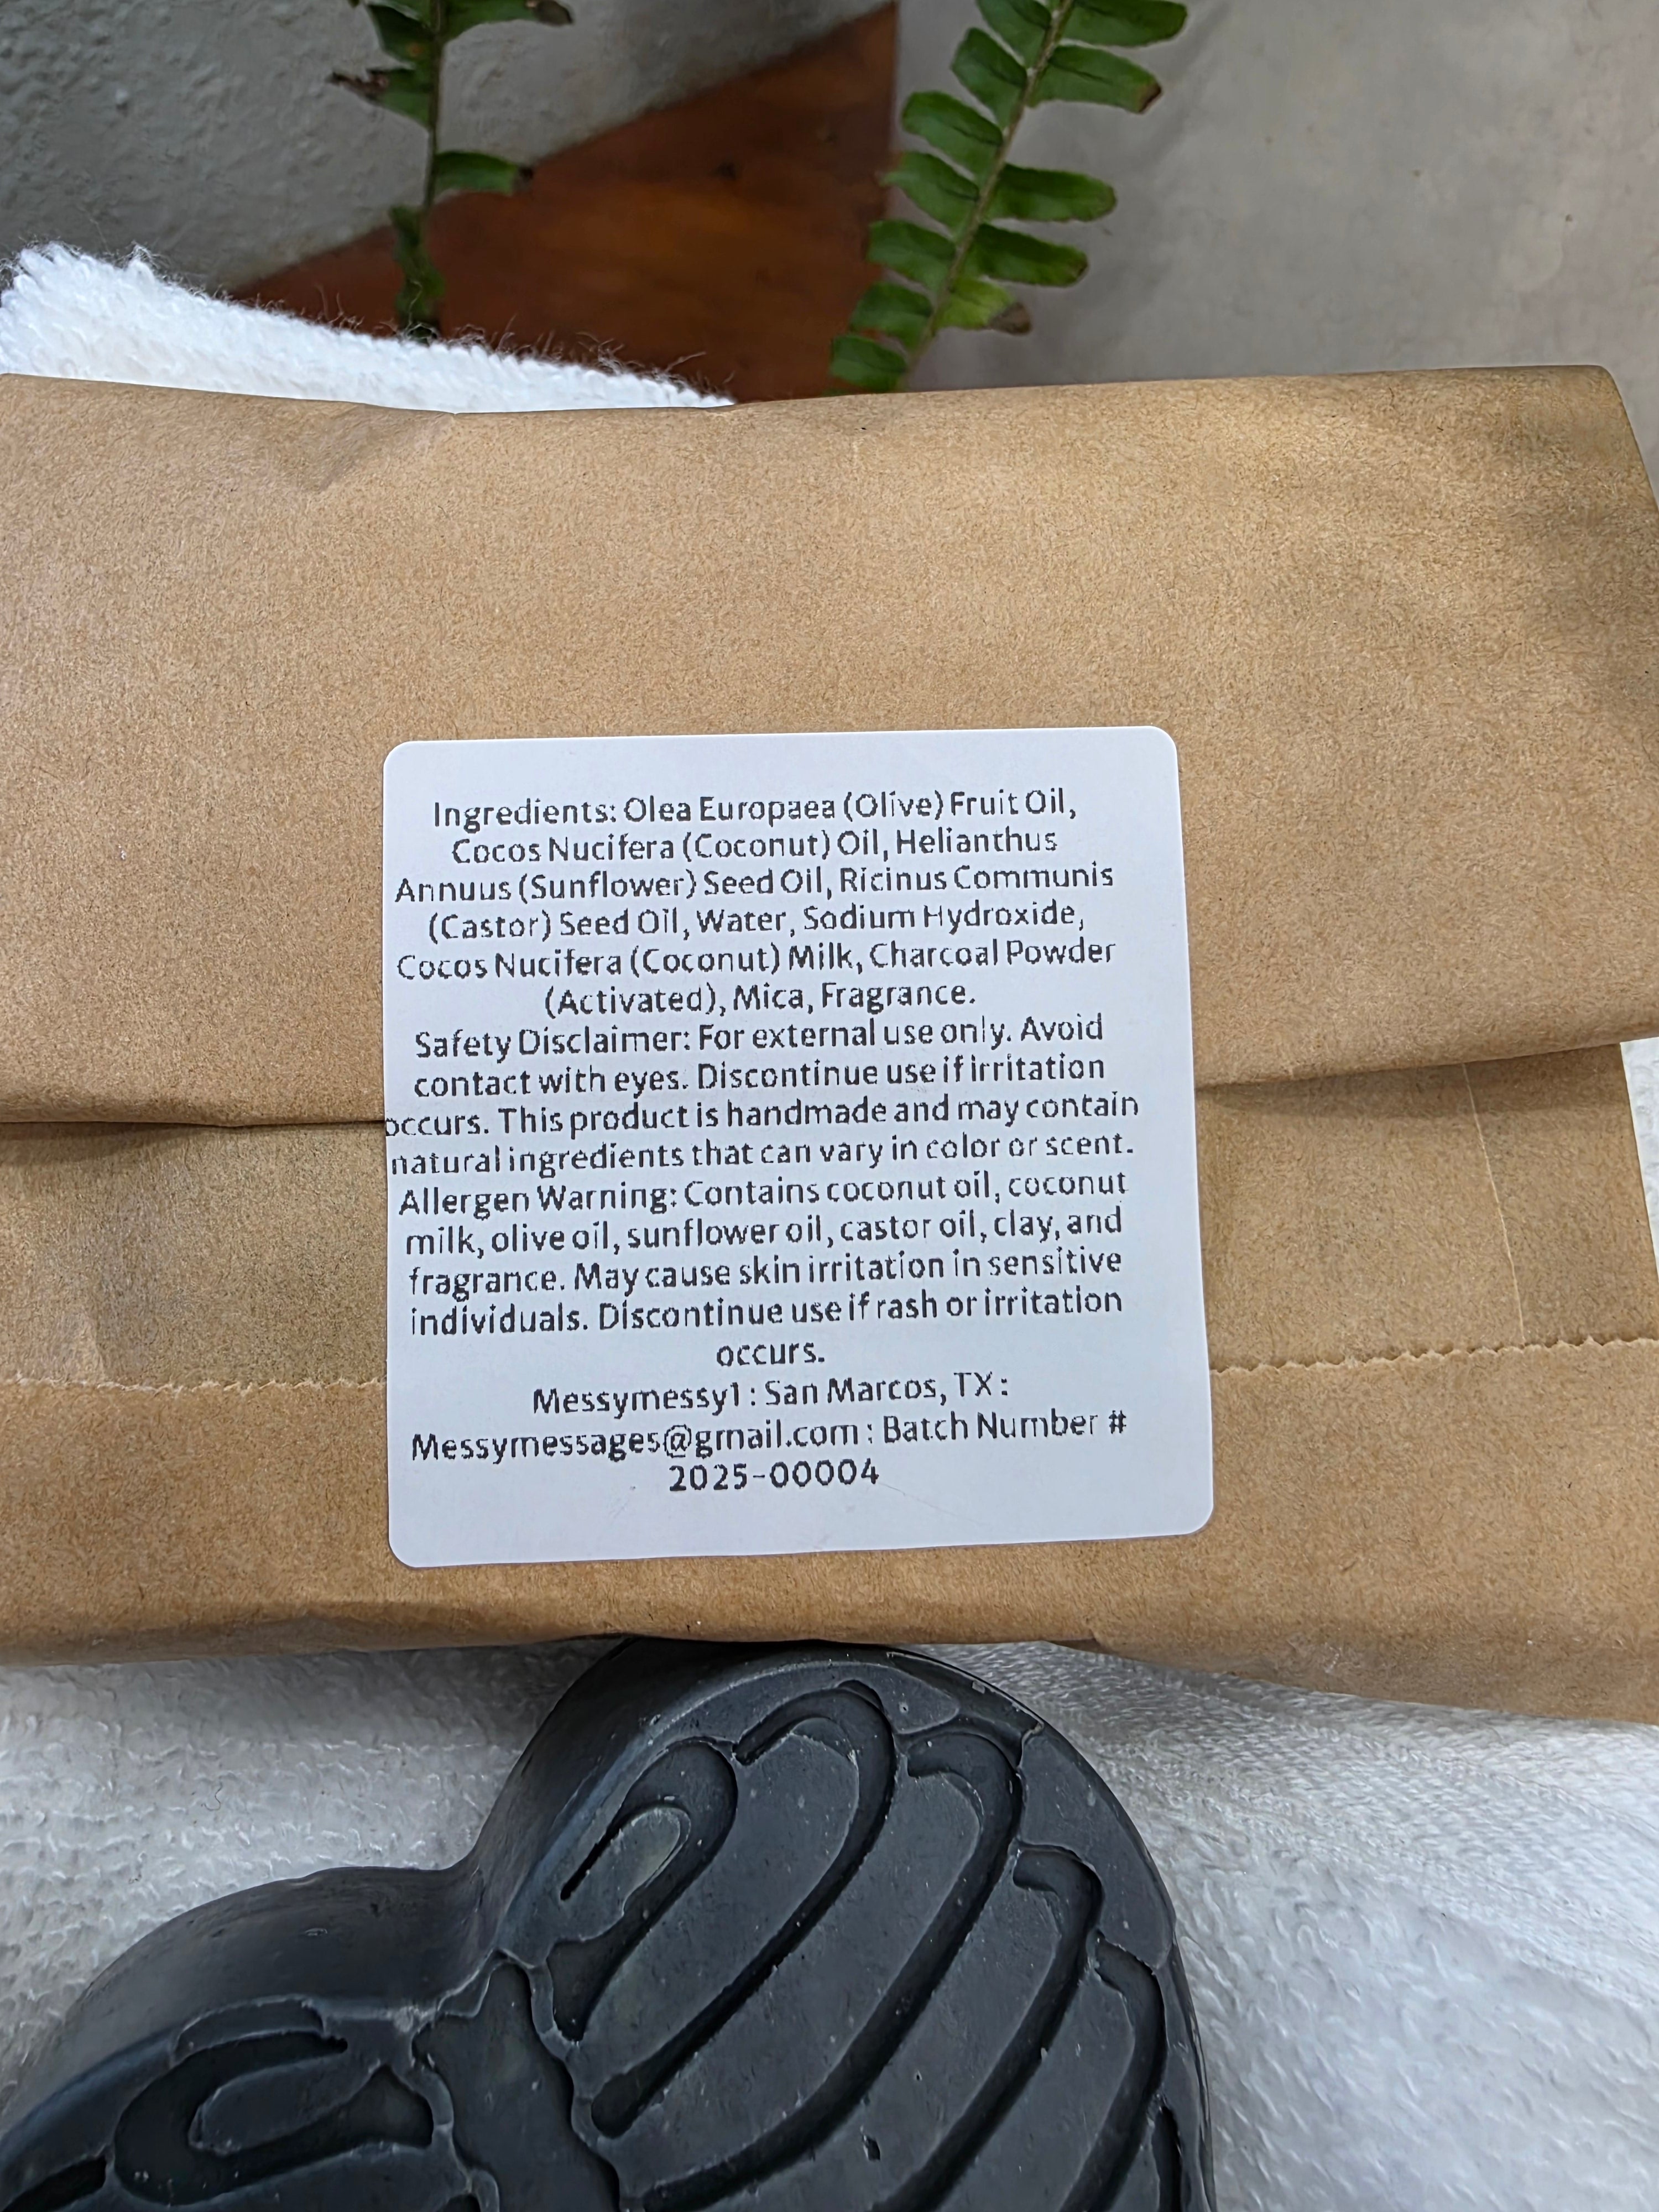 Ingredients: Olea Europaea (Olive) Fruit Oil,
Cocos Nucifera (Coconut) Oil, Helianthus
Annuus (Sunflower) Seed Oil, Ricinus Communis
(Castor) Seed Oil, Water, Sodium Hydroxide,
Cocos Nucifera (Coconut) Milk, Charcoal Powder
(Activated), Mica, Fragrance.
Safety Disclaimer: For external use only. Avoid
contact with eyes. Discontinue use if irritation
occurs. This product is handmade and may contain
natural ingredients that can vary in color or scent.
Allergen Warning: Contains coconut oil, coconut
milk, olive oil, sunflower oil, castor oil, clay, and
fragrance. May cause skin irritation in sensitive
individuals. Discontinue use if rash or irritation
occurs.
Messymessy1 : San Marcos, TX :
Messymessages@gmail.com : Batch Number #
2025-00004